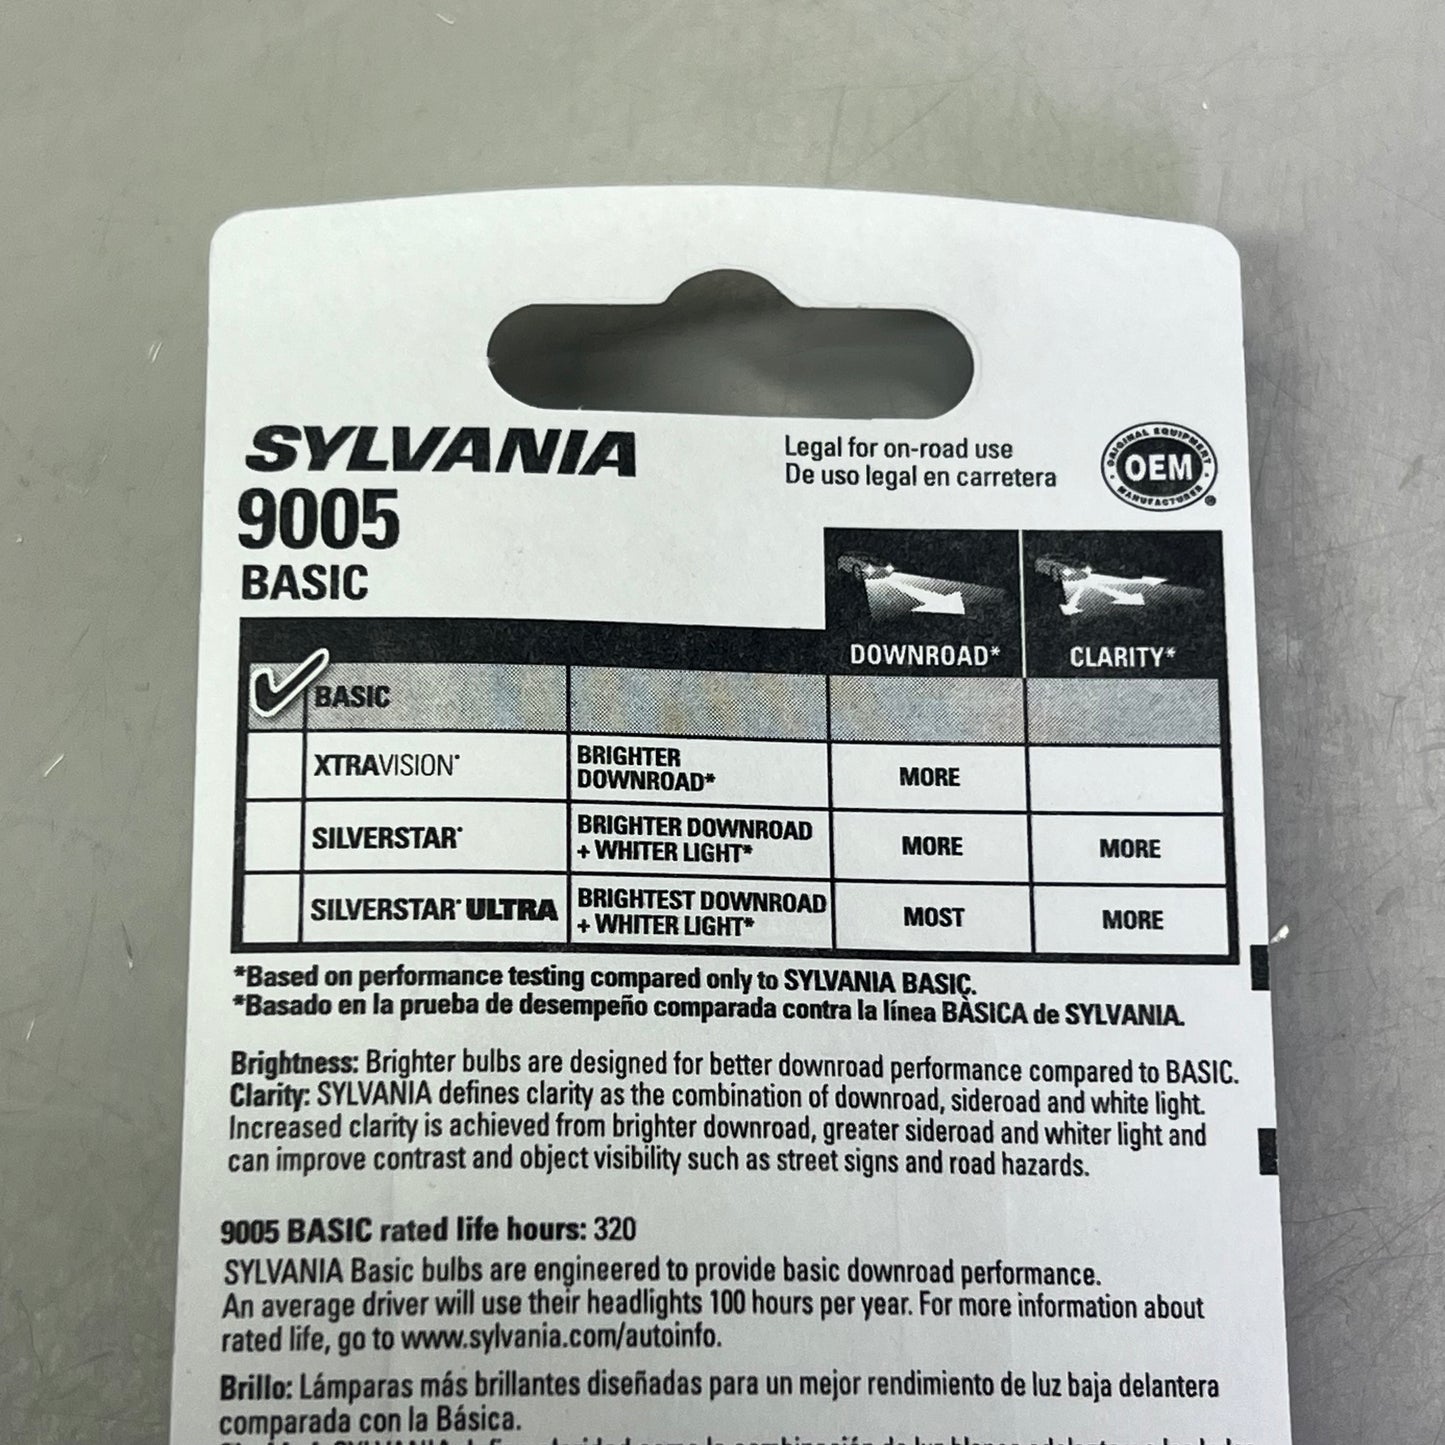 SYLVANIA
9005
BASIC
Legal for on-road use
De uso legal en carretera
ORIGINAL EQUIPMENT
OEM
MANUFACTURER
®
DOWNROAD* CLARITY*
BASIC
XTRAVISION® BRIGHTER DOWNROAD* MORE
SILVERSTAR® BRIGHTER DOWNROAD + WHITER LIGHT* MORE MORE
SILVERSTAR® ULTRA BRIGHTEST DOWNROAD + WHITER LIGHT* MOST MORE
*Based on performance testing compared only to SYLVANIA BASIC.
*Basado en la prueba de desempeño comparada contra la línea BÀSICA de SYLVANIA.
Brightness: Brighter bulbs are designed for better downroad performance compared to BASIC.
Clarity: SYLVANIA defines clarity as the combination of downroad, sideroad and white light.
Increased clarity is achieved from brighter downroad, greater sideroad and whiter light and
can improve contrast and object visibility such as street signs and road hazards.
9005 BASIC rated life hours: 320
SYLVANIA Basic bulbs are engineered to provide basic downroad performance.
An average driver will use their headlights 100 hours per year. For more information about
rated life, go to www.sylvania.com/autoinfo.
Brillo: Lámparas más brillantes diseñadas para un mejor rendimiento de luz baja delantera
comparada con la Básica.